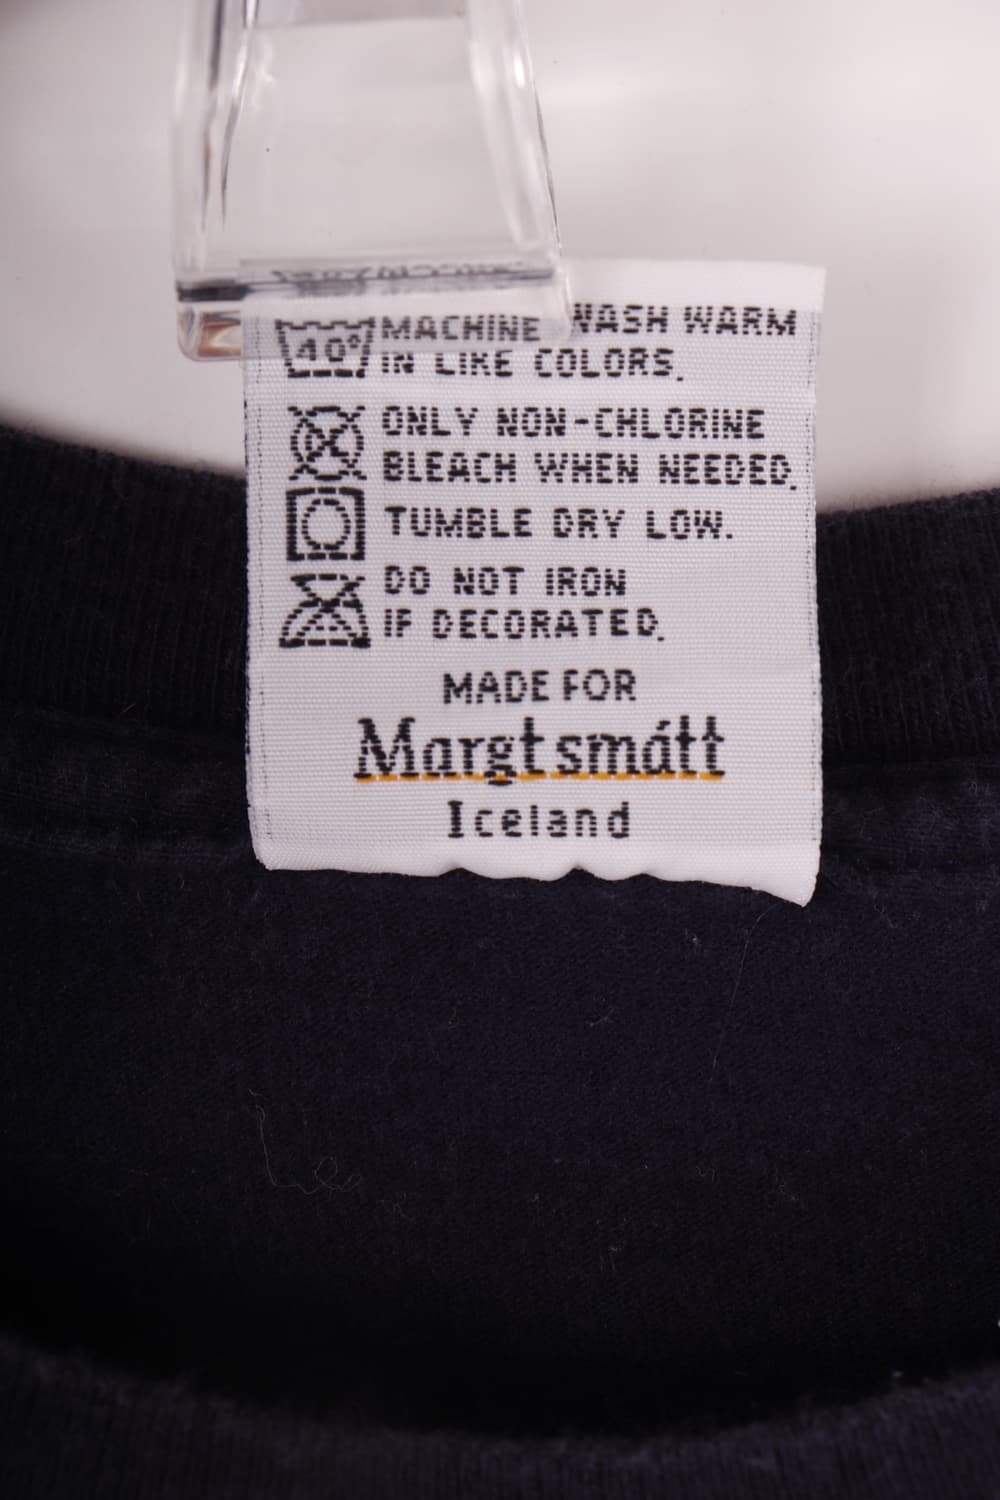 40° MACHINE WASH WARM
IN LIKE COLORS.
ONLY NON-CHLORINE
BLEACH WHEN NEEDED.
TUMBLE DRY LOW.
DO NOT IRON
IF DECORATED.
MADE FOR
Margt smátt
Iceland